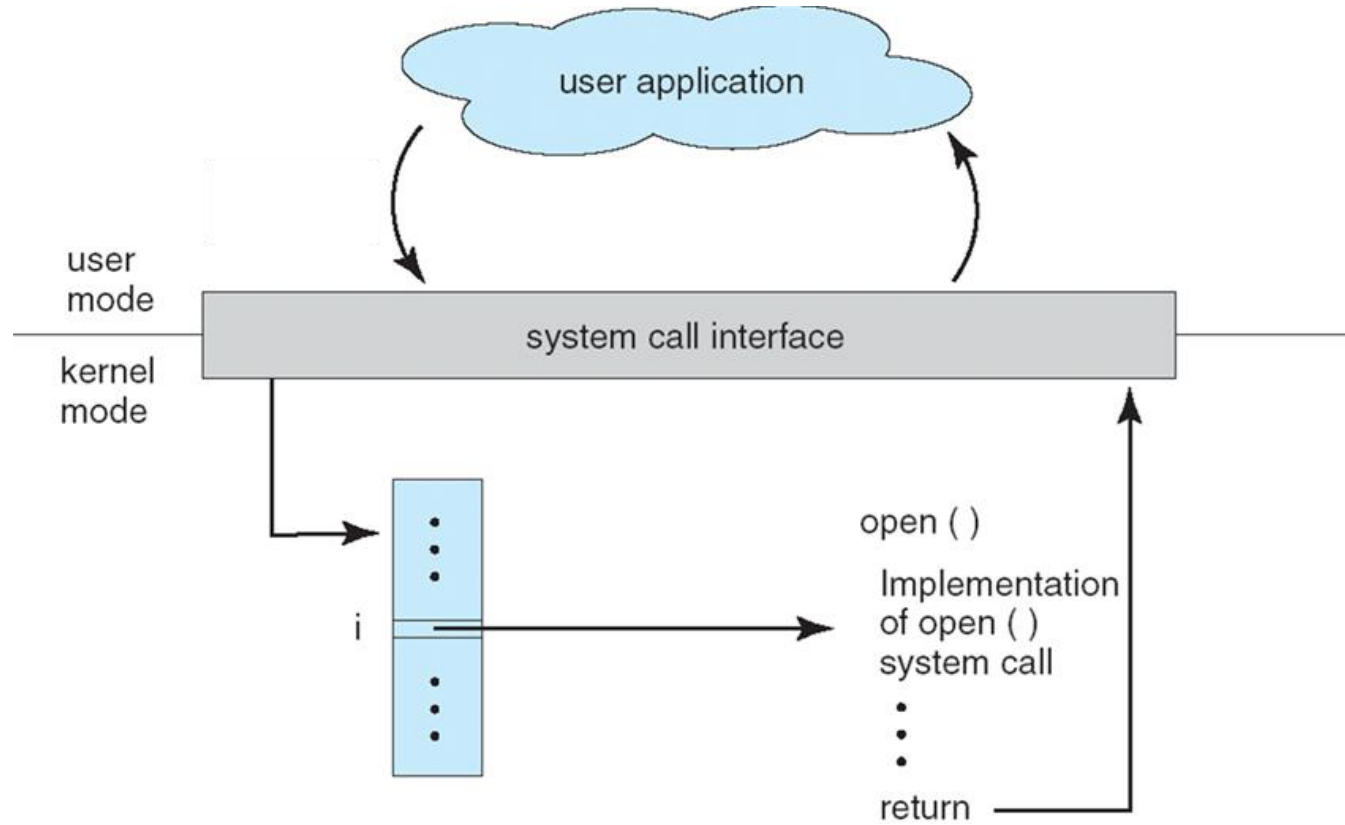 user application
user
mode
system call interface
kernel
mode
open ( )
Implementation
of open ( )
system call
i
return